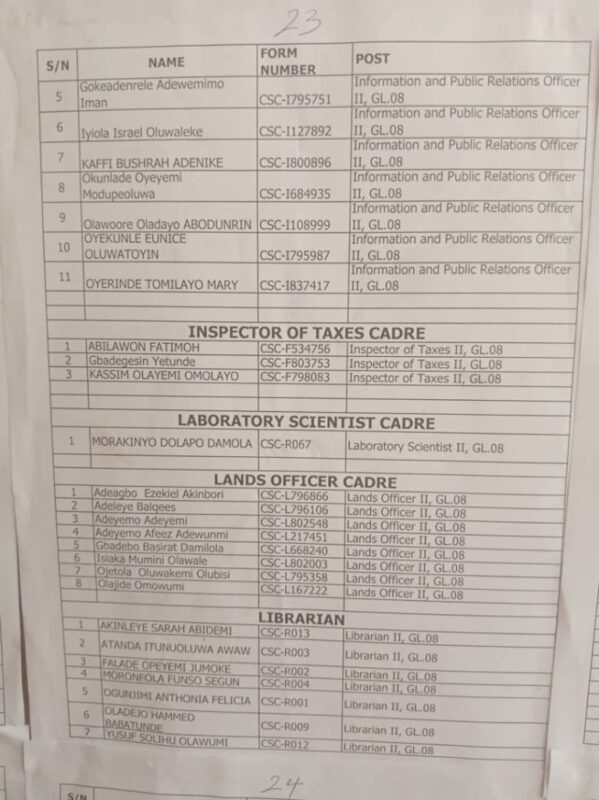 23
S/N NAME FORM NUMBER POST
5 Gokeadenrele Adewemimo Iman CSC-I795751 Information and Public Relations Officer II, GL.08
6 Iyiola Israel Oluwaleke CSC-I127892 Information and Public Relations Officer II, GL.08
7 KAFFI BUSHRAH ADENIKE CSC-I800896 Information and Public Relations Officer II, GL.08
8 Okunlade Oyeyemi Modupeoluwa CSC-I684935 Information and Public Relations Officer II, GL.08
9 Olawoore Oladayo ABODUNRIN CSC-I108999 Information and Public Relations Officer II, GL.08
10 OYEKUNLE EUNICE OLUWATOYIN CSC-I795987 Information and Public Relations Officer II, GL.08
11 OYERINDE TOMILAYO MARY CSC-I837417 Information and Public Relations Officer II, GL.08
INSPECTOR OF TAXES CADRE
1 ABILAWON FATIMOH CSC-F534756 Inspector of Taxes II, GL.08
2 Gbadegesin Yetunde CSC-F803753 Inspector of Taxes II, GL.08
3 KASSIM OLAYEMI OMOLAYO CSC-F798083 Inspector of Taxes II, GL.08
LABORATORY SCIENTIST CADRE
1 MORAKINYO DOLAPO DAMOLA CSC-R067 Laboratory Scientist II, GL.08
LANDS OFFICER CADRE
1 Adeagbo Ezekiel Akinbori CSC-L796866 Lands Officer II, GL.08
2 Adeleye Balqees CSC-L796106 Lands Officer II, GL.08
3 Adeyemo Adeyemi CSC-L802548 Lands Officer II, GL.08
4 Adeyemo Afeez Adewunmi CSC-L217451 Lands Officer II, GL.08
5 Gbadebo Basirat Damilola CSC-L668240 Lands Officer II, GL.08
6 Isiaka Mumini Olawale CSC-L802003 Lands Officer II, GL.08
7 Ojetola Oluwakemi Olubisi CSC-L795358 Lands Officer II, GL.08
8 Olajide Omowumi CSC-L167222 Lands Officer II, GL.08
LIBRARIAN
1 AKINLEYE SARAH ABIDEMI CSC-R013 Librarian II, GL.08
2 ATANDA ITUNUOLUWA AWAW CSC-R003 Librarian II, GL.08
3 FALADE OPEYEMI JUMOKE CSC-R002 Librarian II, GL.08
4 MORONFOLA FUNSO SEGUN CSC-R004 Librarian II, GL.08
5 OGUNJIMI ANTHONIA FELICIA CSC-R001 Librarian II, GL.08
6 OLADEJO HAMMED BABATUNDE CSC-R009 Librarian II, GL.08
7 YUSUF SOLIHU OLAWUMI CSC-R012 Librarian II, GL.08
24
S/N